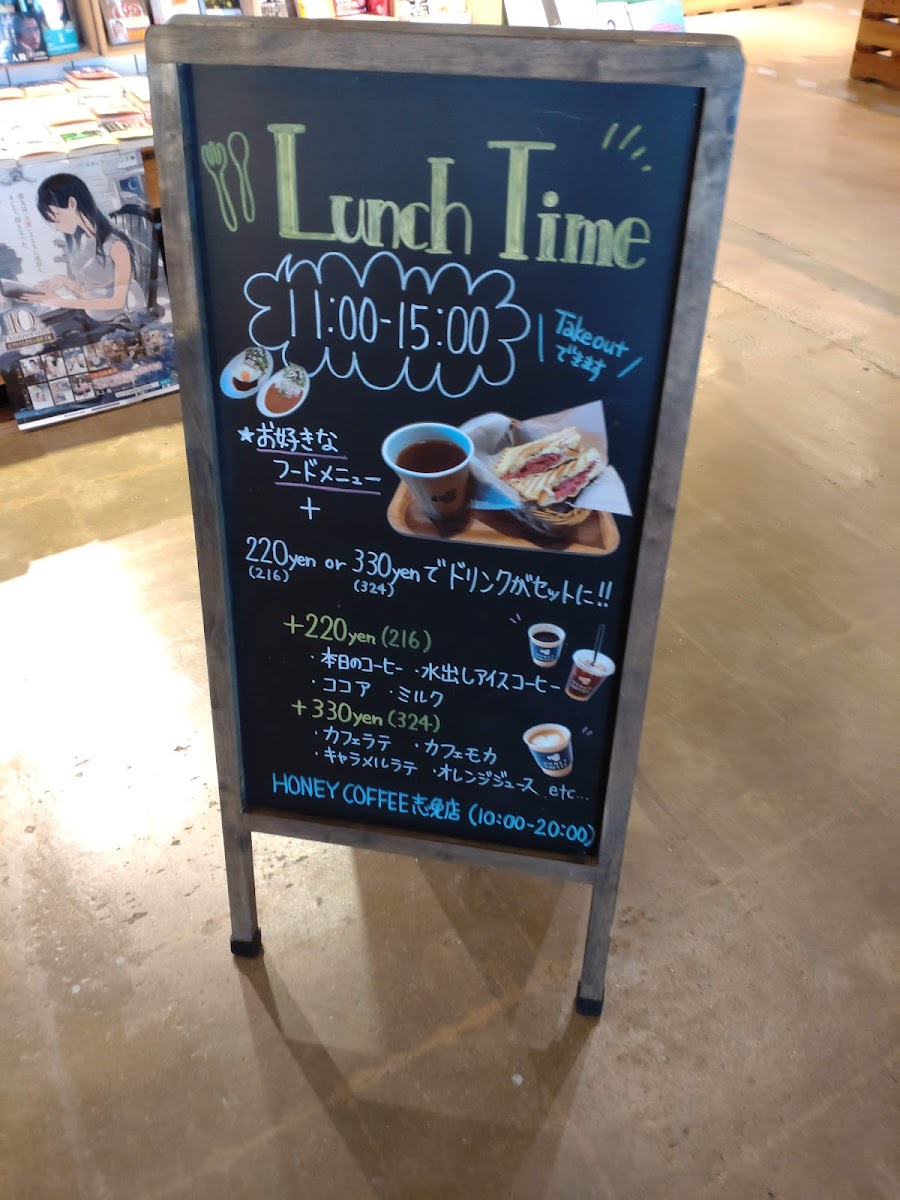 Lunch Time
11:00-15:00
Takeout
できます
★お好きな
フードメニュー
+
220yen or 330yenでドリンクがセットに!!
(216) (324)
+220yen (216)
・本日のコーヒー ・水出しアイスコーヒー
・ココア ・ミルク
+330yen (324)
・カフェラテ ・カフェモカ
・キャラメルラテ ・オレンジジュース etc...
HONEY COFFEE志免店 (10:00-20:00)
10th